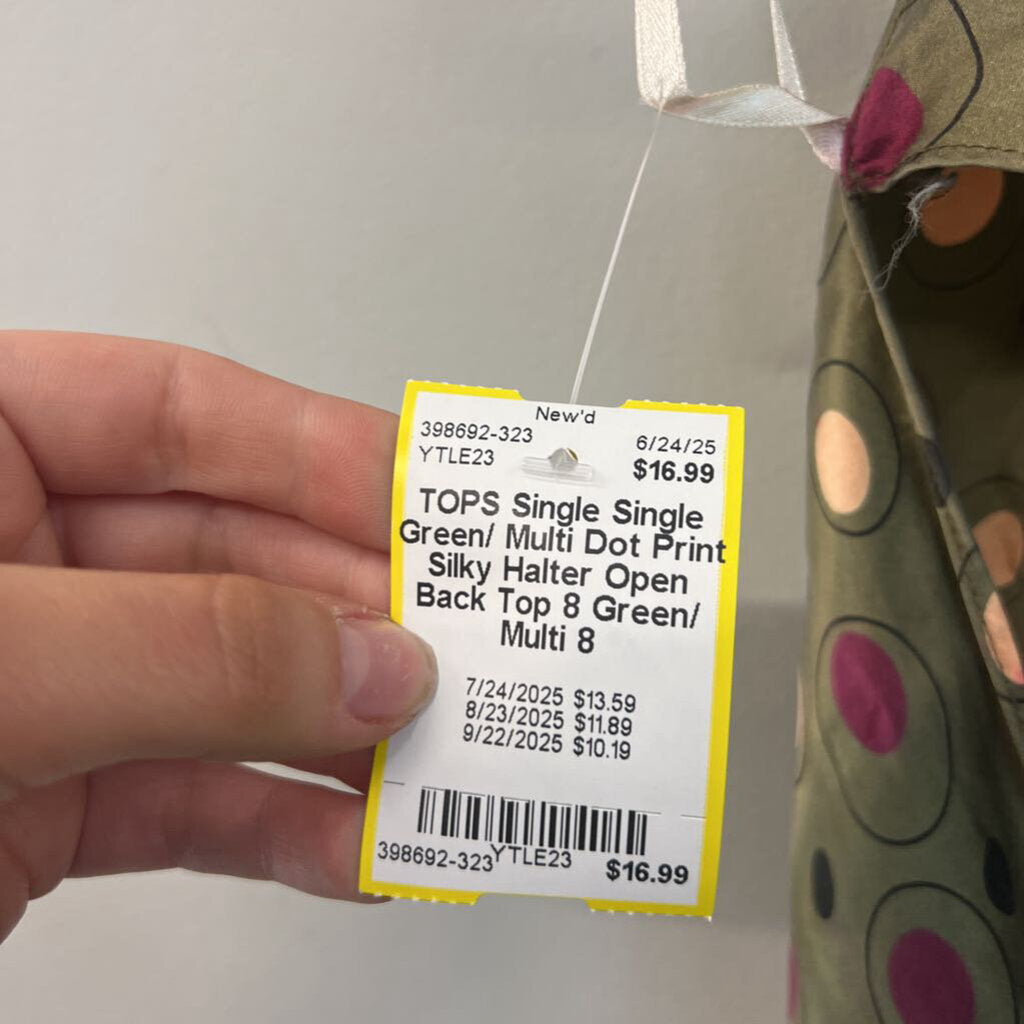 New'd
398692-323 6/24/25
YTLE23 $16.99
TOPS Single Single
Green/ Multi Dot Print
Silky Halter Open
Back Top 8 Green/
Multi 8
7/24/2025 $13.59
8/23/2025 $11.89
9/22/2025 $10.19
398692-323 YTLE23 $16.99